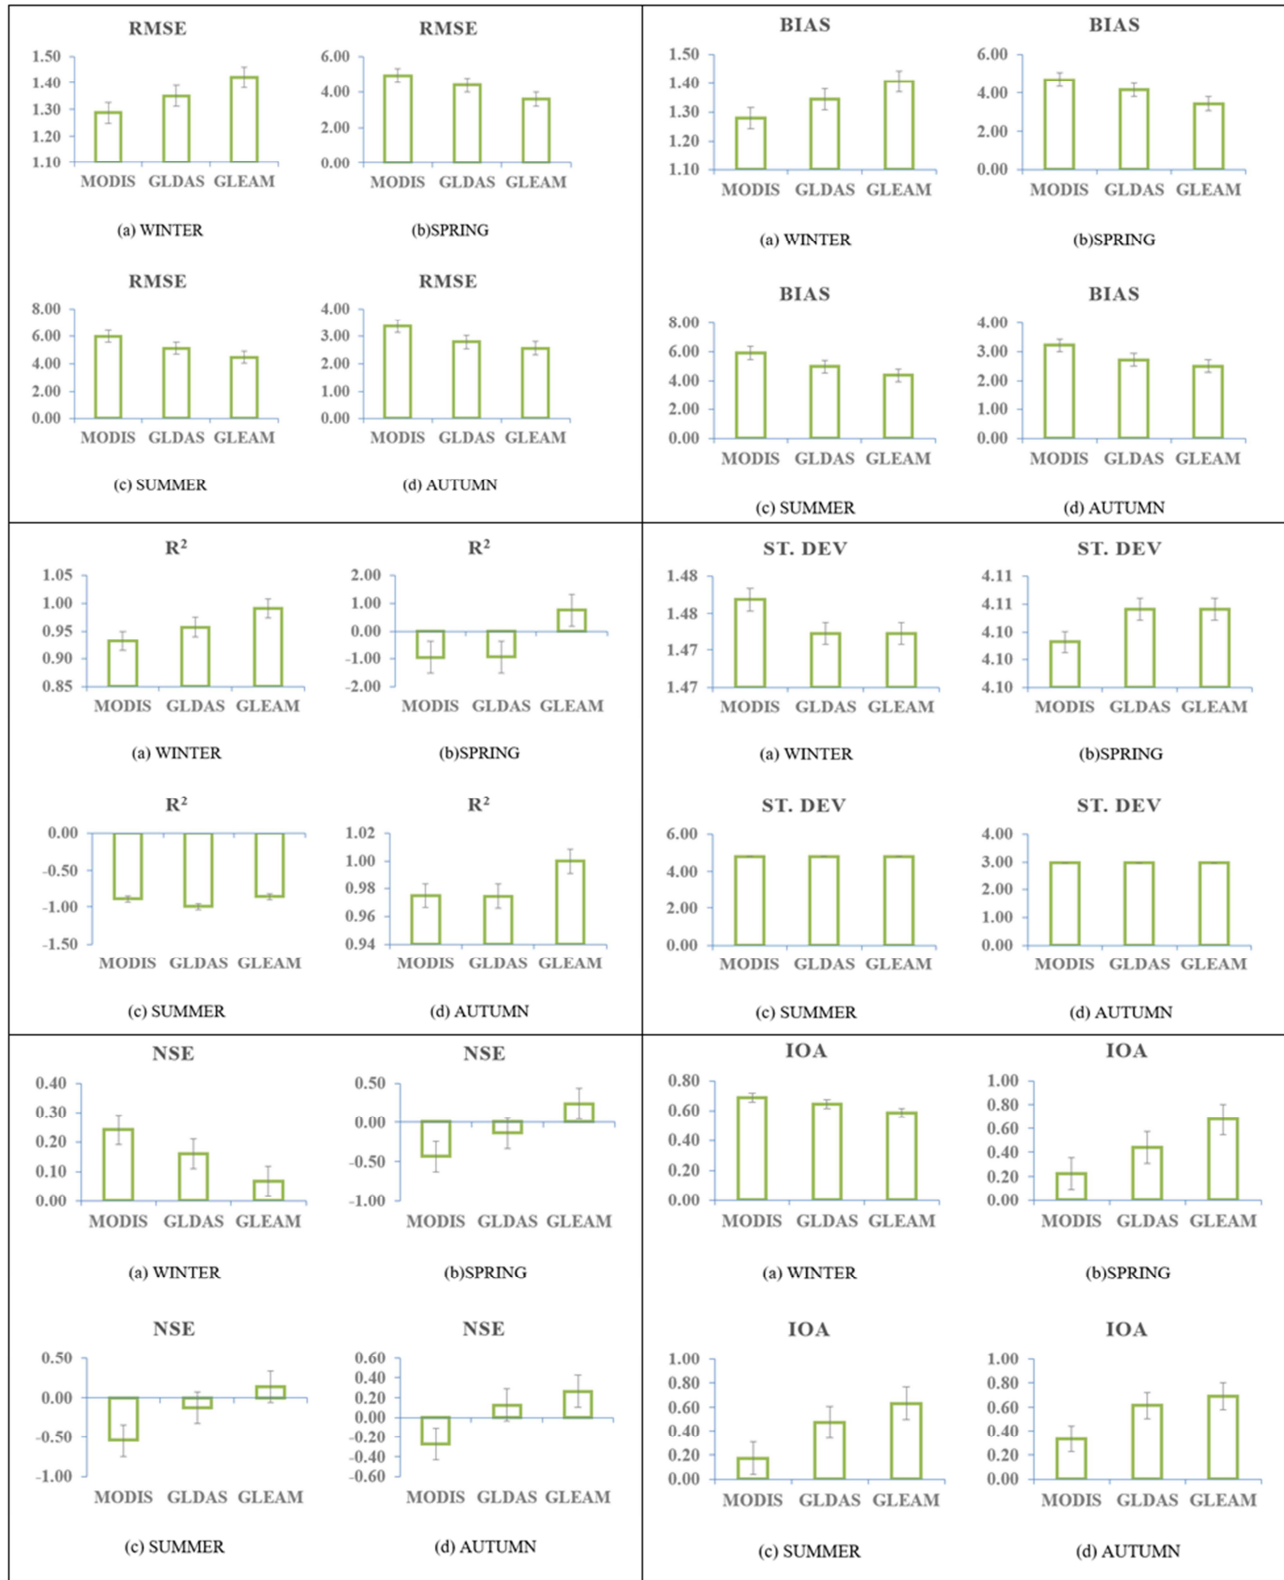 RMSE
1.50
1.40
1.30
1.20
1.10
MODIS GLDAS GLEAM
(a) WINTER
RMSE
6.00
4.00
2.00
0.00
MODIS GLDAS GLEAM
(b)SPRING
RMSE
8.00
6.00
4.00
2.00
0.00
MODIS GLDAS GLEAM
(c) SUMMER
RMSE
4.00
3.00
2.00
1.00
0.00
MODIS GLDAS GLEAM
(d) AUTUMN
BIAS
1.50
1.40
1.30
1.20
1.10
MODIS GLDAS GLEAM
(a) WINTER
BIAS
6.00
4.00
2.00
0.00
MODIS GLDAS GLEAM
(b)SPRING
BIAS
8.00
6.00
4.00
2.00
0.00
MODIS GLDAS GLEAM
(c) SUMMER
BIAS
4.00
3.00
2.00
1.00
0.00
MODIS GLDAS GLEAM
(d) AUTUMN
R²
1.05
1.00
0.95
0.90
0.85
MODIS GLDAS GLEAM
(a) WINTER
R²
2.00
1.00
0.00
-1.00
-2.00
MODIS GLDAS GLEAM
(b)SPRING
R²
0.00
-0.50
-1.00
-1.50
MODIS GLDAS GLEAM
(c) SUMMER
R²
1.02
1.00
0.98
0.96
0.94
MODIS GLDAS GLEAM
(d) AUTUMN
ST. DEV
1.48
1.48
1.47
1.47
MODIS GLDAS GLEAM
(a) WINTER
ST. DEV
4.11
4.11
4.10
4.10
4.10
MODIS GLDAS GLEAM
(b)SPRING
ST. DEV
6.00
4.00
2.00
0.00
MODIS GLDAS GLEAM
(c) SUMMER
ST. DEV
4.00
3.00
2.00
1.00
0.00
MODIS GLDAS GLEAM
(d) AUTUMN
NSE
0.40
0.30
0.20
0.10
0.00
MODIS GLDAS GLEAM
(a) WINTER
NSE
0.50
0.00
-0.50
-1.00
MODIS GLDAS GLEAM
(b)SPRING
NSE
0.50
0.00
-0.50
-1.00
MODIS GLDAS GLEAM
(c) SUMMER
NSE
0.60
0.40
0.20
0.00
-0.20
-0.40
-0.60
MODIS GLDAS GLEAM
(d) AUTUMN
IOA
0.80
0.60
0.40
0.20
0.00
MODIS GLDAS GLEAM
(a) WINTER
IOA
1.00
0.80
0.60
0.40
0.20
0.00
MODIS GLDAS GLEAM
(b)SPRING
IOA
1.00
0.80
0.60
0.40
0.20
0.00
MODIS GLDAS GLEAM
(c) SUMMER
IOA
1.00
0.80
0.60
0.40
0.20
0.00
MODIS GLDAS GLEAM
(d) AUTUMN